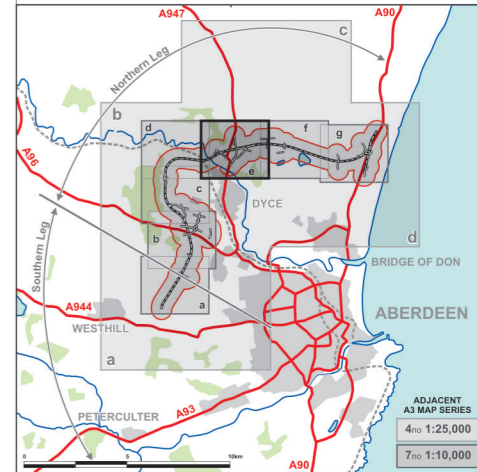 A947
A90
c
Northern Leg
b
d
f
g
A96
e
c
DYCE
b
d
BRIDGE OF DON
Southern Leg
a
A944
ABERDEEN
WESTHILL
a
ADJACENT
A3 MAP SERIES
4no 1:25,000
PETERCULTER
A93
7no 1:10,000
0
5
10km
A90